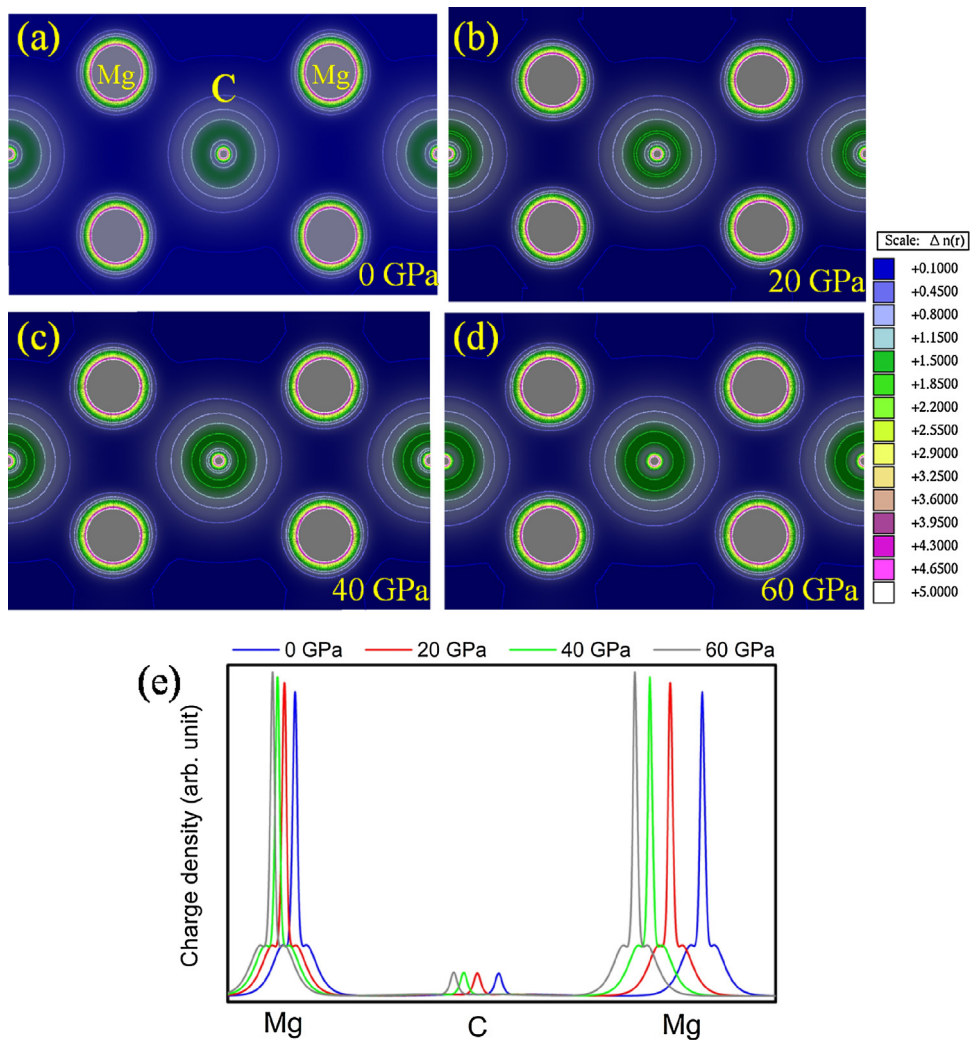 (a)
Mg
C
Mg
0 GPa
(b)
20 GPa
(c)
40 GPa
(d)
60 GPa
Scale: Δ n(r)
+0.1000
+0.4500
+0.8000
+1.1500
+1.5000
+1.8500
+2.2000
+2.5500
+2.9000
+3.2500
+3.6000
+3.9500
+4.3000
+4.6500
+5.0000
(e)
0 GPa 20 GPa 40 GPa 60 GPa
Charge density (arb. unit)
Mg C Mg